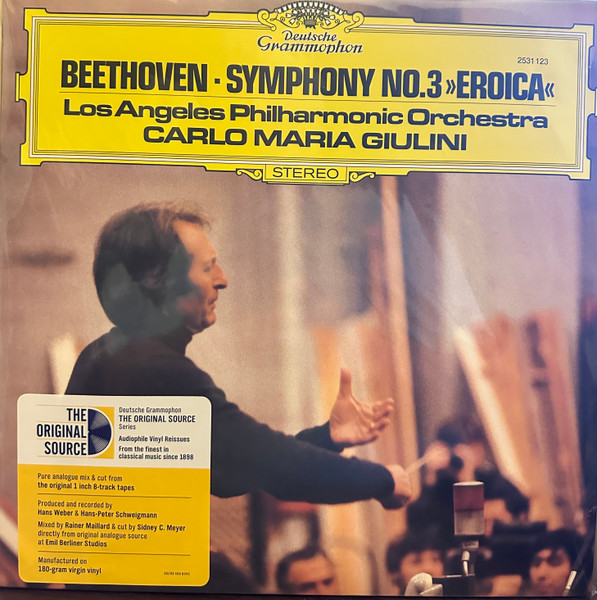 Deutsche
Grammophon
2531 123
BEETHOVEN · SYMPHONY NO.3 »EROICA«
Los Angeles Philharmonic Orchestra
CARLO MARIA GIULINI
STEREO
THE
ORIGINAL
SOURCE
Deutsche Grammophon
THE ORIGINAL SOURCE
Series
Audiophile Vinyl Reissues
From the finest in
classical music since 1898
Pure analogue mix & cut from
the original 1 inch 8-track tapes
Produced and recorded by
Hans Weber & Hans-Peter Schweigmann
Mixed by Rainer Maillard & cut by Sidney C. Meyer
directly from original analogue source
at Emil Berliner Studios
Manufactured on
180-gram virgin vinyl